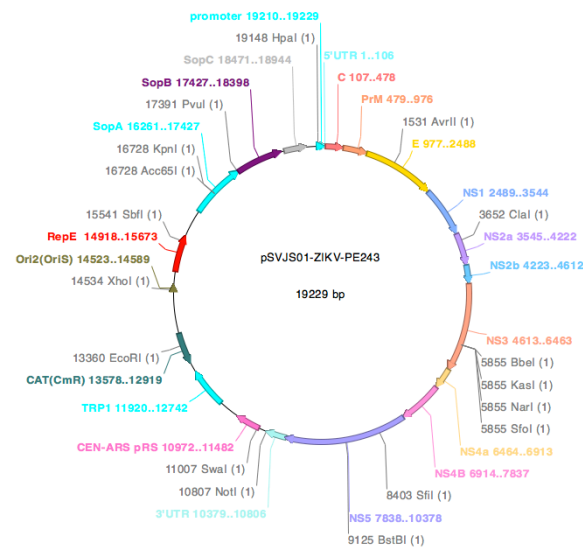 promoter 19210..19229
19148 HpaI (1)
5'UTR 1..106
SopC 18471..18944
C 107..478
SopB 17427..18398
PrM 479..976
17391 PvuI (1)
1531 AvrII (1)
SopA 16261..17427
E 977..2488
16728 KpnI (1)
16728 Acc65I (1)
NS1 2489..3544
15541 SbfI (1)
3652 ClaI (1)
RepE 14918..15673
NS2a 3545..4222
pSVJS01-ZIKV-PE243
Ori2(OriS) 14523..14589
NS2b 4223..4612
14534 XhoI (1)
19229 bp
NS3 4613..6463
13360 EcoRI (1)
5855 BbeI (1)
CAT(CmR) 13578..12919
5855 KasI (1)
5855 NarI (1)
TRP1 11920..12742
5855 SfoI (1)
CEN-ARS pRS 10972..11482
NS4a 6464..6913
11007 SwaI (1)
NS4B 6914..7837
10807 NotI (1)
8403 SfiI (1)
3'UTR 10379..10806
NS5 7838..10378
9125 BstBI (1)